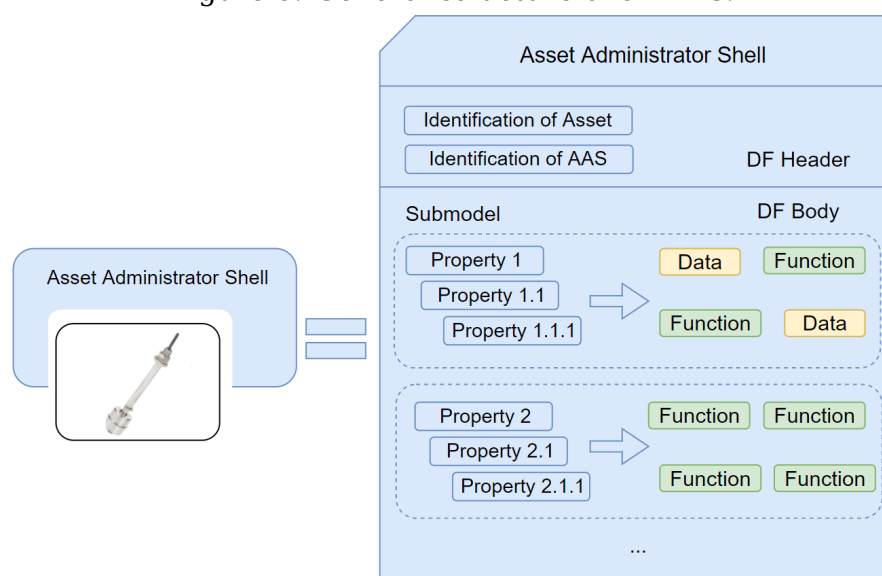 Asset Administrator Shell
Identification of Asset
Identification of AAS
DF Header
Submodel
DF Body
Property 1
Property 1.1
Property 1.1.1
Data
Function
Function
Data
Asset Administrator Shell
Property 2
Property 2.1
Property 2.1.1
Function
Function
Function
Function
...